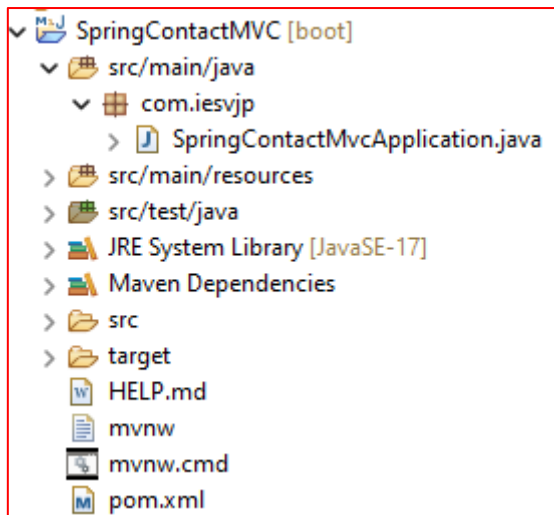 SpringContactMVC [boot]
src/main/java
com.iesvjp
SpringContactMvcApplication.java
src/main/resources
src/test/java
JRE System Library [JavaSE-17]
Maven Dependencies
src
target
HELP.md
mvnw
mvnw.cmd
pom.xml